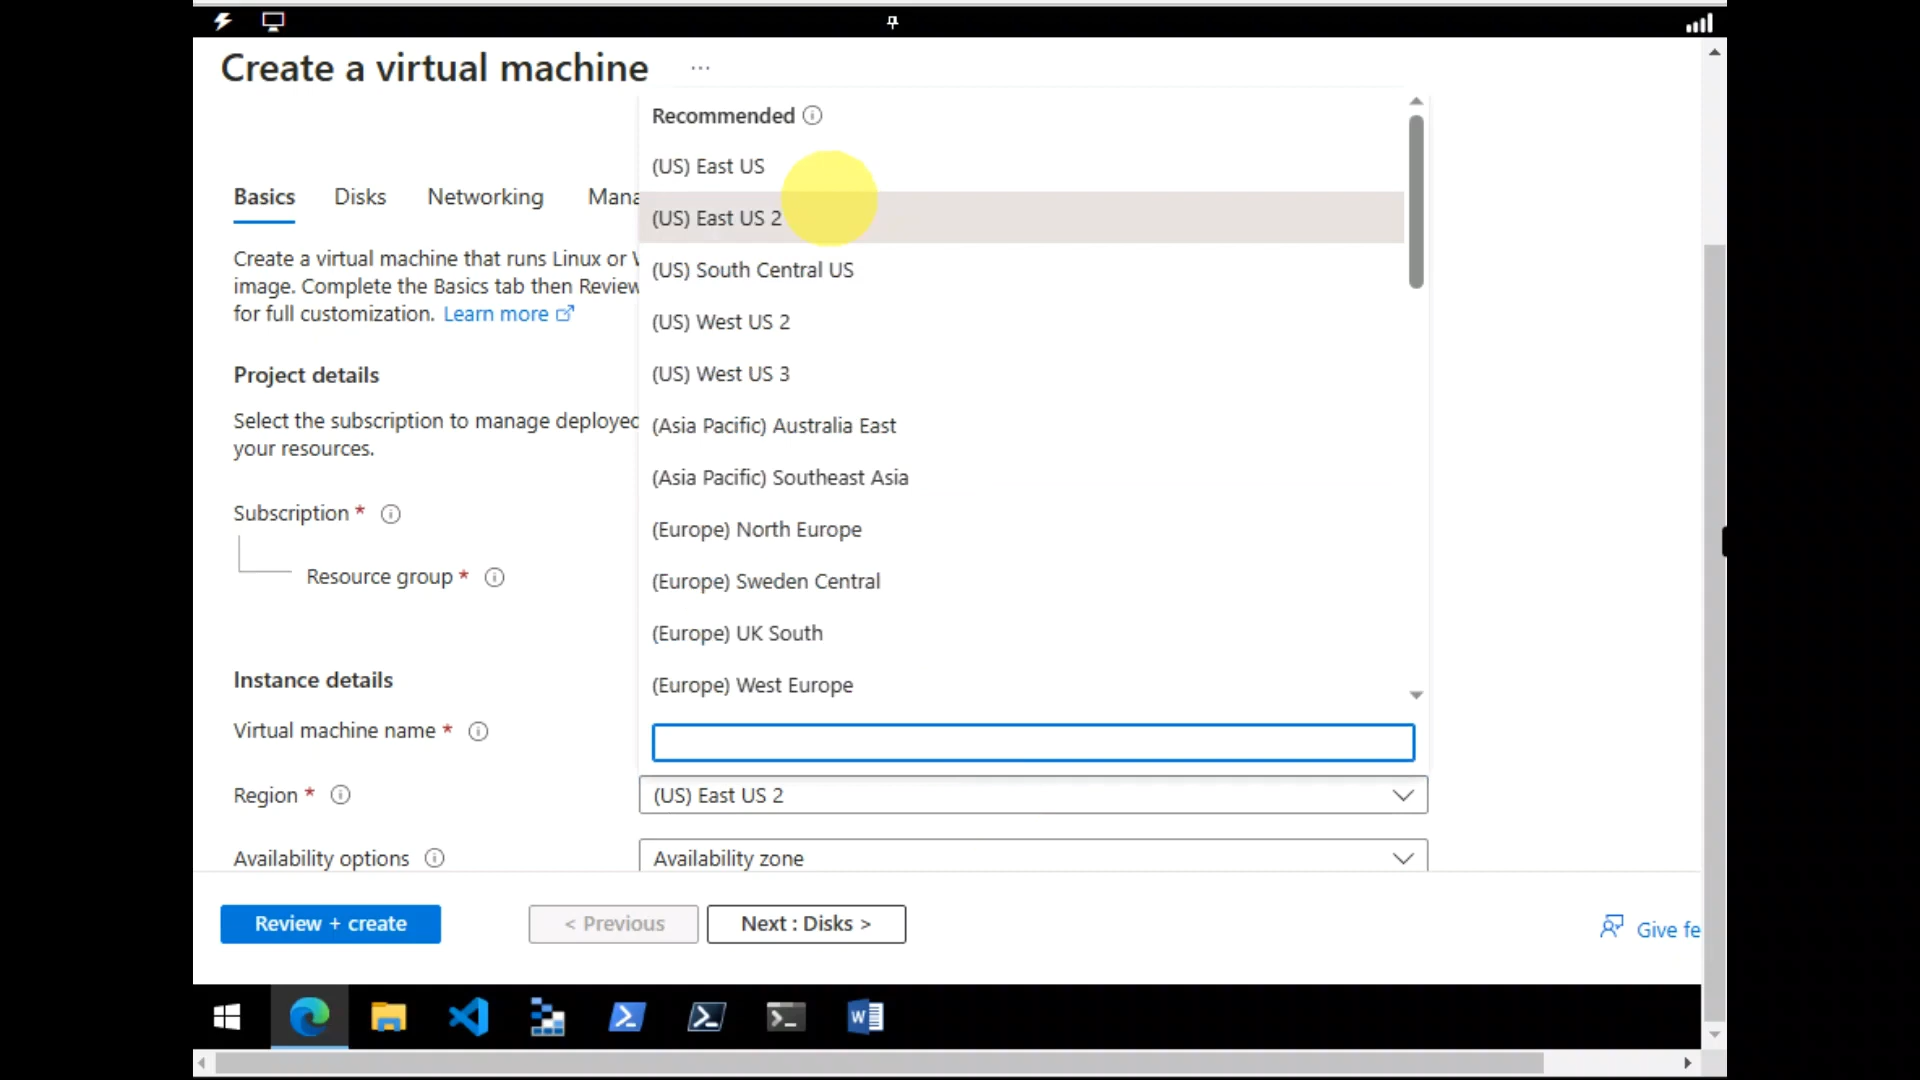 Create a virtual machine ...
Recommended
(US) East US
Basics Disks Networking Mana
(US) East US 2
Create a virtual machine that runs Linux or W
image. Complete the Basics tab then Review
for full customization. Learn more
(US) South Central US
(US) West US 2
(US) West US 3
Project details
Select the subscription to manage deployed
your resources.
(Asia Pacific) Australia East
(Asia Pacific) Southeast Asia
Subscription *
(Europe) North Europe
Resource group *
(Europe) Sweden Central
(Europe) UK South
Instance details
(Europe) West Europe
Virtual machine name *
Region * (US) East US 2
Availability options Availability zone
Review + create < Previous Next : Disks > Give fe